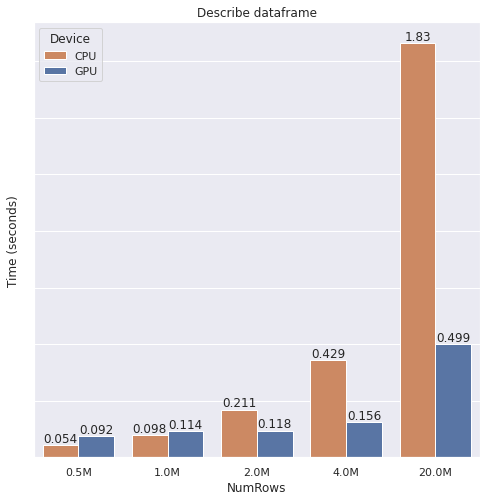 Describe dataframe
Device
CPU
GPU
1.83
0.499
0.429
0.211
0.156
0.118
0.114
0.098
0.092
0.054
Time (seconds)
0.5M 1.0M 2.0M 4.0M 20.0M
NumRows